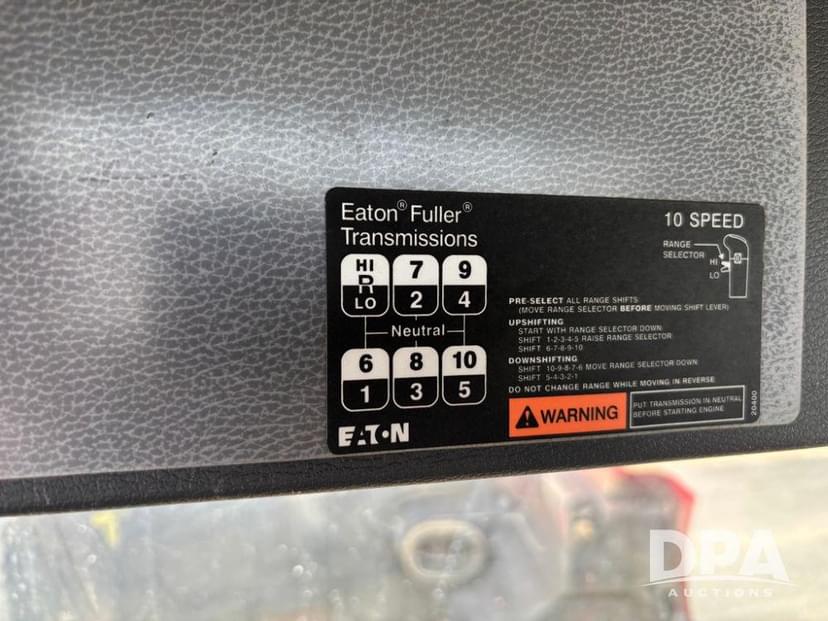 Eaton® Fuller®
Transmissions
10 SPEED
RANGE
SELECTOR
HI
LO
HI 7 9
R
LO 2 4
Neutral
6 8 10
1 3 5
EATON
PRE-SELECT ALL RANGE SHIFTS:
(MOVE RANGE SELECTOR BEFORE MOVING SHIFT LEVER)
UPSHIFTING
START WITH RANGE SELECTOR DOWN:
SHIFT 1-2-3-4-5 RAISE RANGE SELECTOR
SHIFT 6-7-8-9-10
DOWNSHIFTING
SHIFT 10-9-8-7-6 MOVE RANGE SELECTOR DOWN:
SHIFT 5-4-3-2-1
DO NOT CHANGE RANGE WHILE MOVING IN REVERSE
WARNING
PUT TRANSMISSION IN NEUTRAL
BEFORE STARTING ENGINE
20400
DPA
AUCTIONS